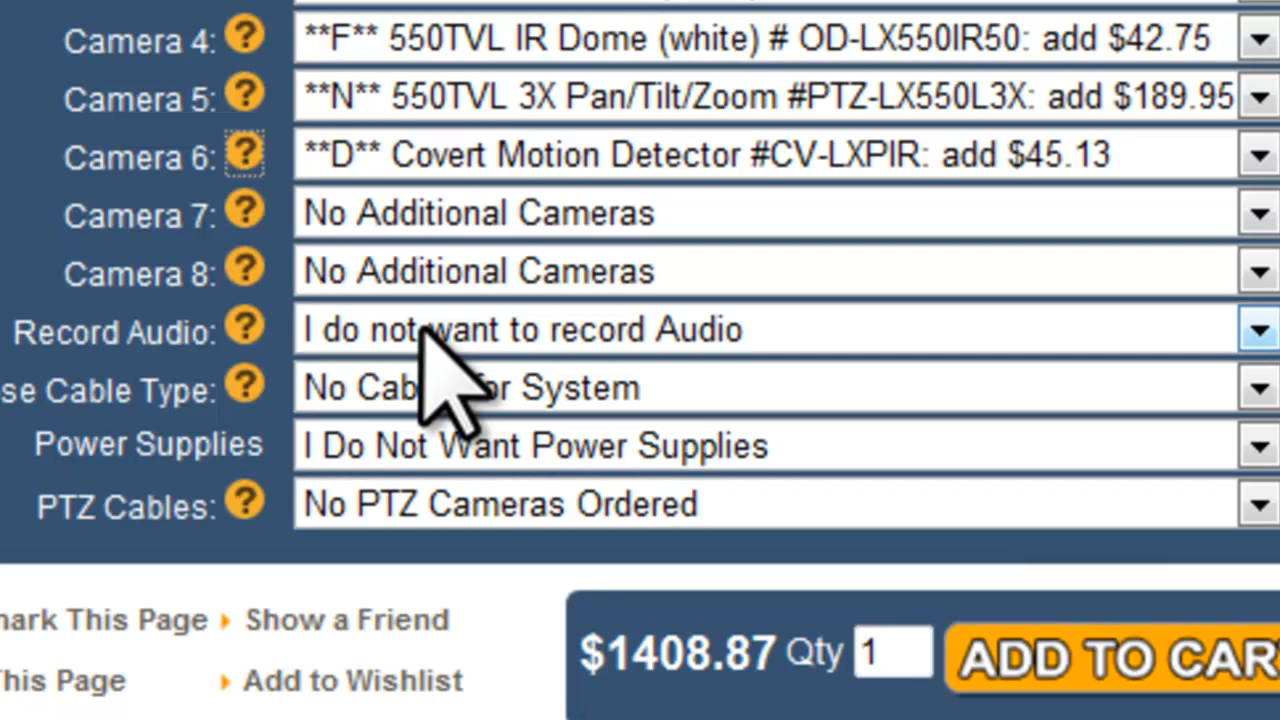 Camera 4: ? **F** 550TVL IR Dome (white) # OD-LX550IR50: add $42.75
Camera 5: ? **N** 550TVL 3X Pan/Tilt/Zoom #PTZ-LX550L3X: add $189.95
Camera 6: ? **D** Covert Motion Detector #CV-LXPIR: add $45.13
Camera 7: ? No Additional Cameras
Camera 8: ? No Additional Cameras
Record Audio: ? I do not want to record Audio
Cable Type: ? No System
Power Supplies I Do Not Want Power Supplies
PTZ Cables: ? No PTZ Cameras Ordered
This Page Show a Friend
This Page Add to Wishlist
$1408.87 Qty 1 ADD TO